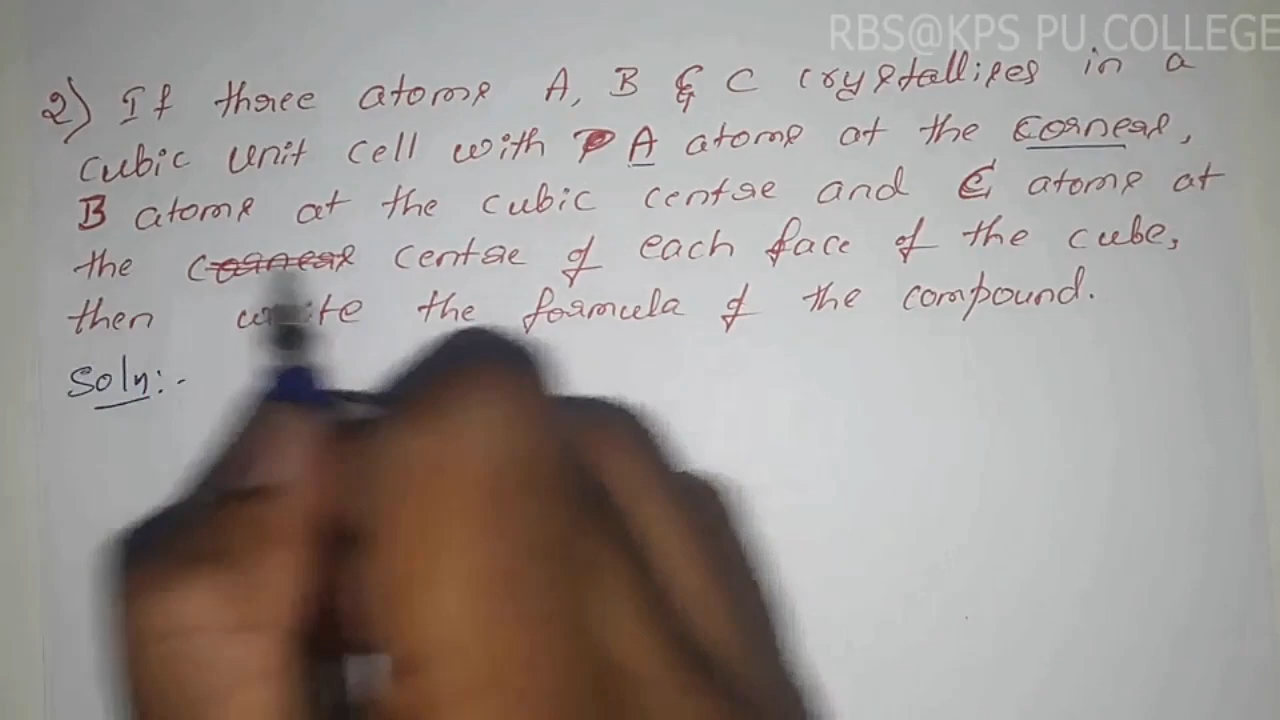 RBS@KPS PU COLLEGE
2) If three atoms A, B & C crystallises in a
cubic unit cell with A atoms at the corners,
B atoms at the cubic centre and C atoms at
the corners centre of each face of the cube,
then write the formula of the compound.
Soln:-